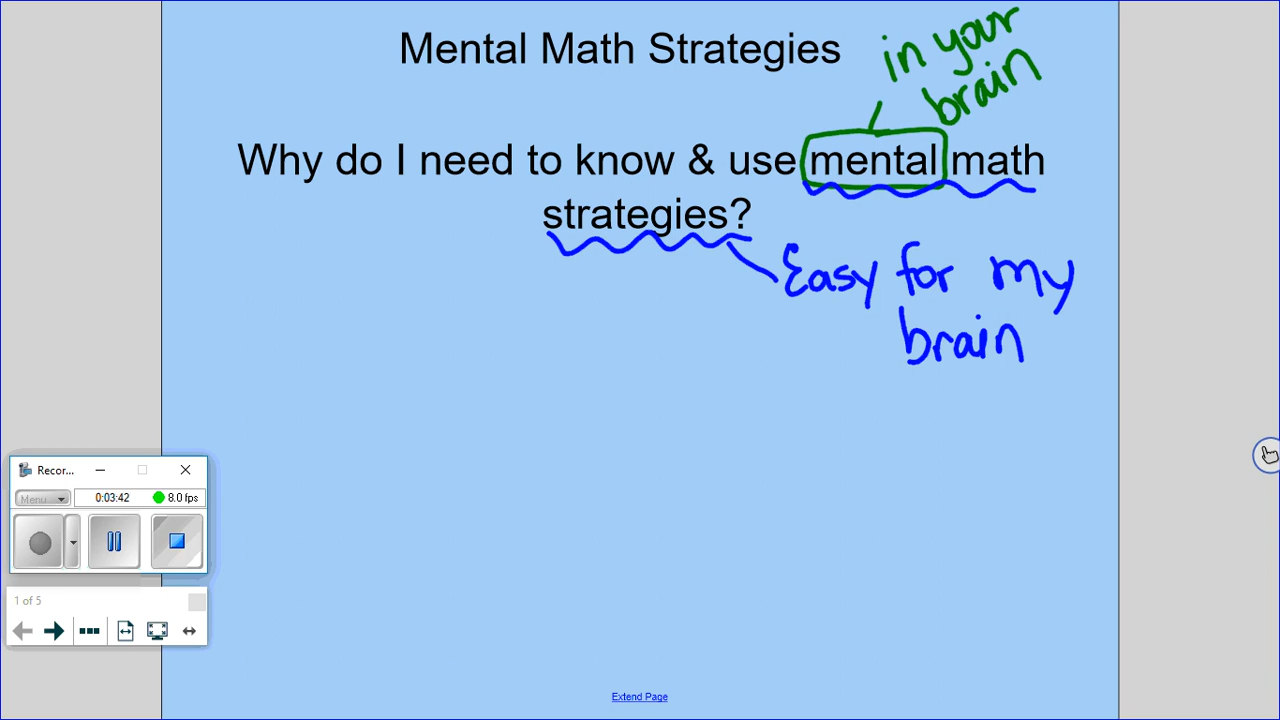 Mental Math Strategies
in your
brain
Why do I need to know & use mental math
strategies?
Easy for my
brain
Recor...
Menu
0:03:42
8.0 fps
1 of 5
Extend Page